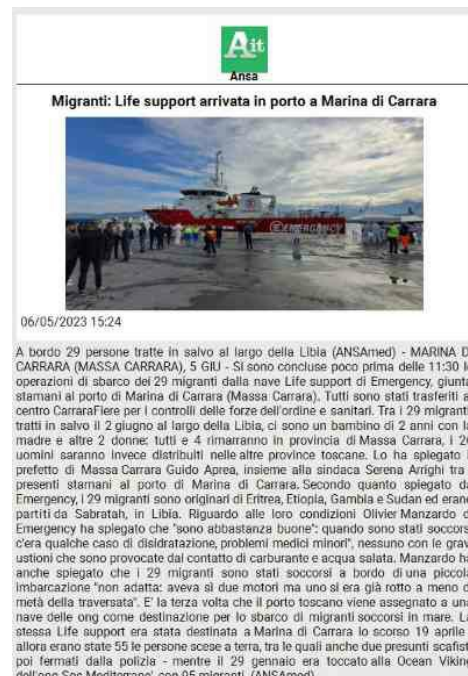 Ait
Ansa
Migranti: Life support arrivata in porto a Marina di Carrara
EMERGENCY
06/05/2023 15:24
A bordo 29 persone tratte in salvo al largo della Libia (ANSAmed) - MARINA D
CARRARA (MASSA CARRARA), 5 GIU - Si sono concluse poco prima delle 11:30 le
operazioni di sbarco dei 29 migranti dalla nave Life support di Emergency, giunta
stamani al porto di Marina di Carrara (Massa Carrara). Tutti sono stati trasferiti a
centro CarraraFiere per i controlli delle forze dell'ordine e sanitari. Tra i 29 migranti
tratti in salvo il 2 giugno al largo della Libia, ci sono un bambino di 2 anni con la
madre e altre 2 donne: tutti e 4 rimarranno in provincia di Massa Carrara, i 26
uomini saranno invece distribuiti nelle altre province toscane. Lo ha spiegato i
prefetto di Massa Carrara Guido Aprea, insieme alla sindaca Serena Arrighi tra
presenti stamani al porto di Marina di Carrara. Secondo quanto spiegato da
Emergency, i 29 migranti sono originari di Eritrea, Etiopia, Gambia e Sudan ed erano
partiti da Sabratah, in Libia. Riguardo alle loro condizioni Olivier Manzardo d
Emergency ha spiegato che "sono abbastanza buone": quando sono stati soccorsi
c'era qualche caso di disidratazione, problemi medici minori", nessuno con le grav
ustioni che sono provocate dal contatto di carburante e acqua salata. Manzardo ha
anche spiegato che i 29 migranti sono stati soccorsi a bordo di una piccola
imbarcazione "non adatta: aveva sì due motori ma uno si era già rotto a meno d
metà della traversata". E' la terza volta che il porto toscano viene assegnato a una
nave delle ong come destinazione per lo sbarco di migranti soccorsi in mare. La
stessa Life support era stata destinata a Marina di Carrara lo scorso 19 aprile -
allora erano state 55 le persone scese a terra, tra le quali anche due presunti scafisti
poi fermati dalla polizia - mentre il 29 gennaio era toccato alla Ocean Viking
dell'ong Sos Mediterrane', con 95 migranti. (ANSAmed).